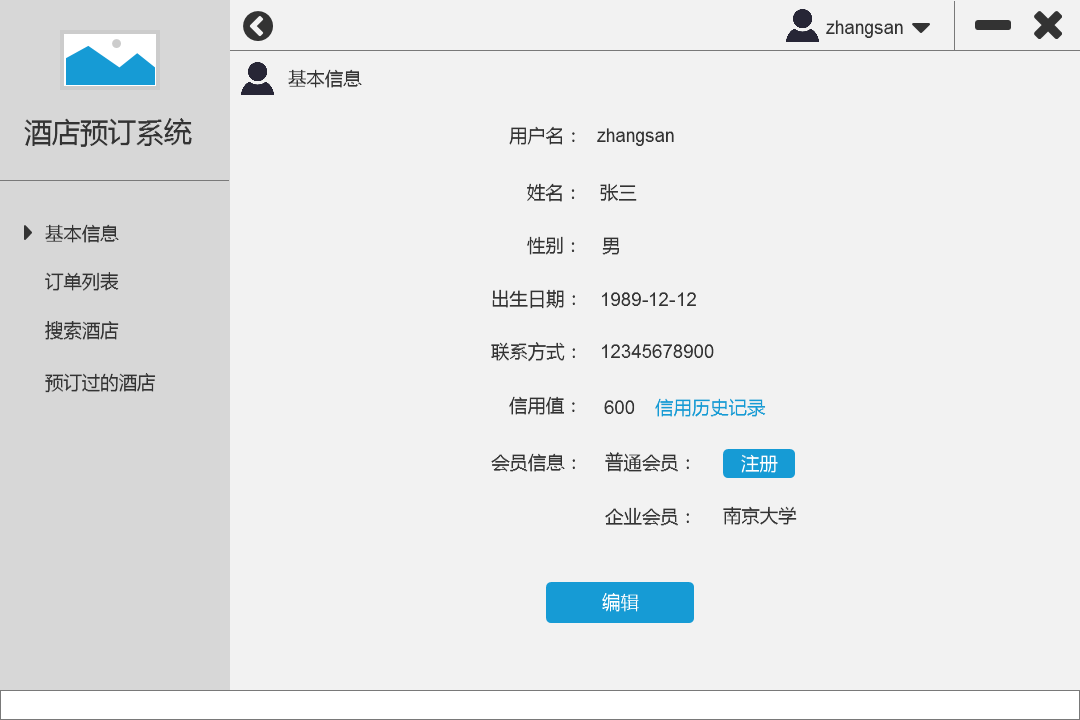 zhangsan
酒店预订系统
基本信息
订单列表
搜索酒店
预订过的酒店
基本信息
用户名： zhangsan
姓名： 张三
性别： 男
出生日期： 1989-12-12
联系方式： 12345678900
信用值： 600 信用历史记录
会员信息： 普通会员： 注册
企业会员： 南京大学
编辑